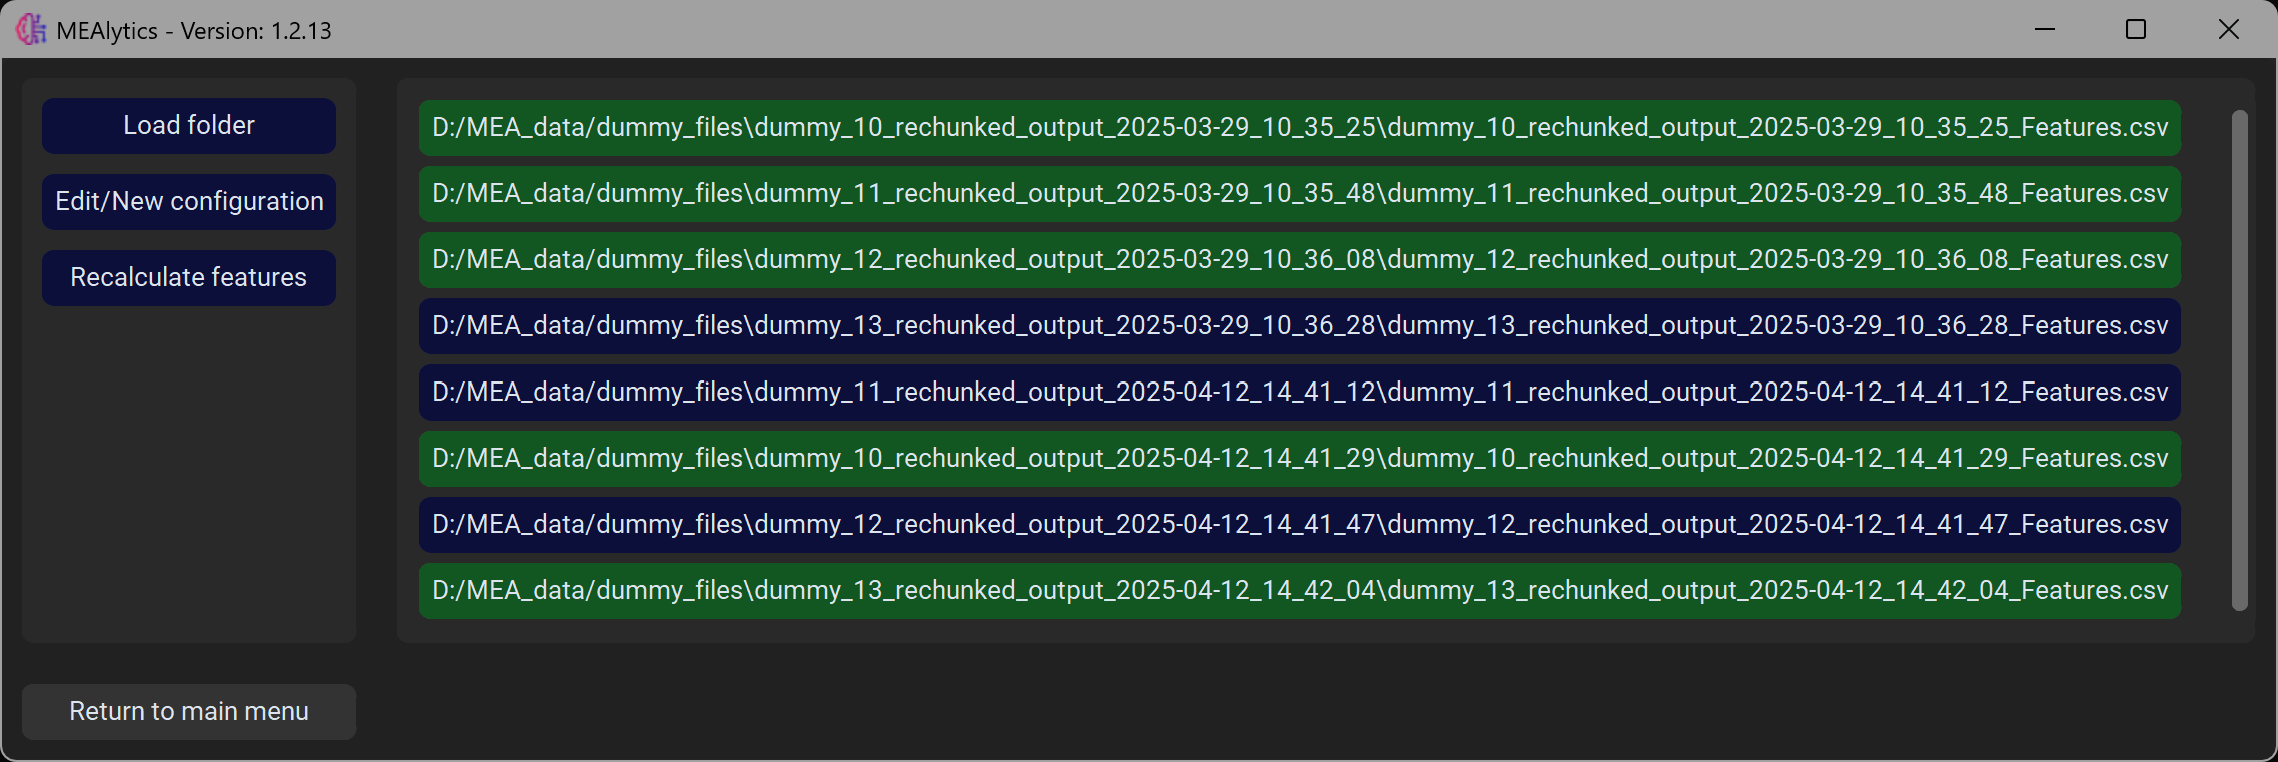 MEAlytics - Version: 1.2.13
Load folder
Edit/New configuration
Recalculate features
D:/MEA_data/dummy_files\dummy_10_rechunked_output_2025-03-29_10_35_25\dummy_10_rechunked_output_2025-03-29_10_35_25_Features.csv
D:/MEA_data/dummy_files\dummy_11_rechunked_output_2025-03-29_10_35_48\dummy_11_rechunked_output_2025-03-29_10_35_48_Features.csv
D:/MEA_data/dummy_files\dummy_12_rechunked_output_2025-03-29_10_36_08\dummy_12_rechunked_output_2025-03-29_10_36_08_Features.csv
D:/MEA_data/dummy_files\dummy_13_rechunked_output_2025-03-29_10_36_28\dummy_13_rechunked_output_2025-03-29_10_36_28_Features.csv
D:/MEA_data/dummy_files\dummy_11_rechunked_output_2025-04-12_14_41_12\dummy_11_rechunked_output_2025-04-12_14_41_12_Features.csv
D:/MEA_data/dummy_files\dummy_10_rechunked_output_2025-04-12_14_41_29\dummy_10_rechunked_output_2025-04-12_14_41_29_Features.csv
D:/MEA_data/dummy_files\dummy_12_rechunked_output_2025-04-12_14_41_47\dummy_12_rechunked_output_2025-04-12_14_41_47_Features.csv
D:/MEA_data/dummy_files\dummy_13_rechunked_output_2025-04-12_14_42_04\dummy_13_rechunked_output_2025-04-12_14_42_04_Features.csv
Return to main menu